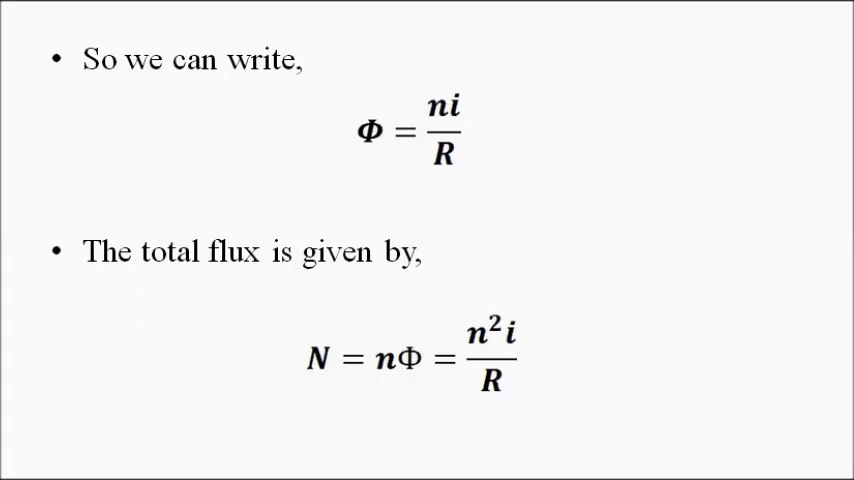 • So we can write,
Φ = ni/R
• The total flux is given by,
N = nΦ = n²i/R